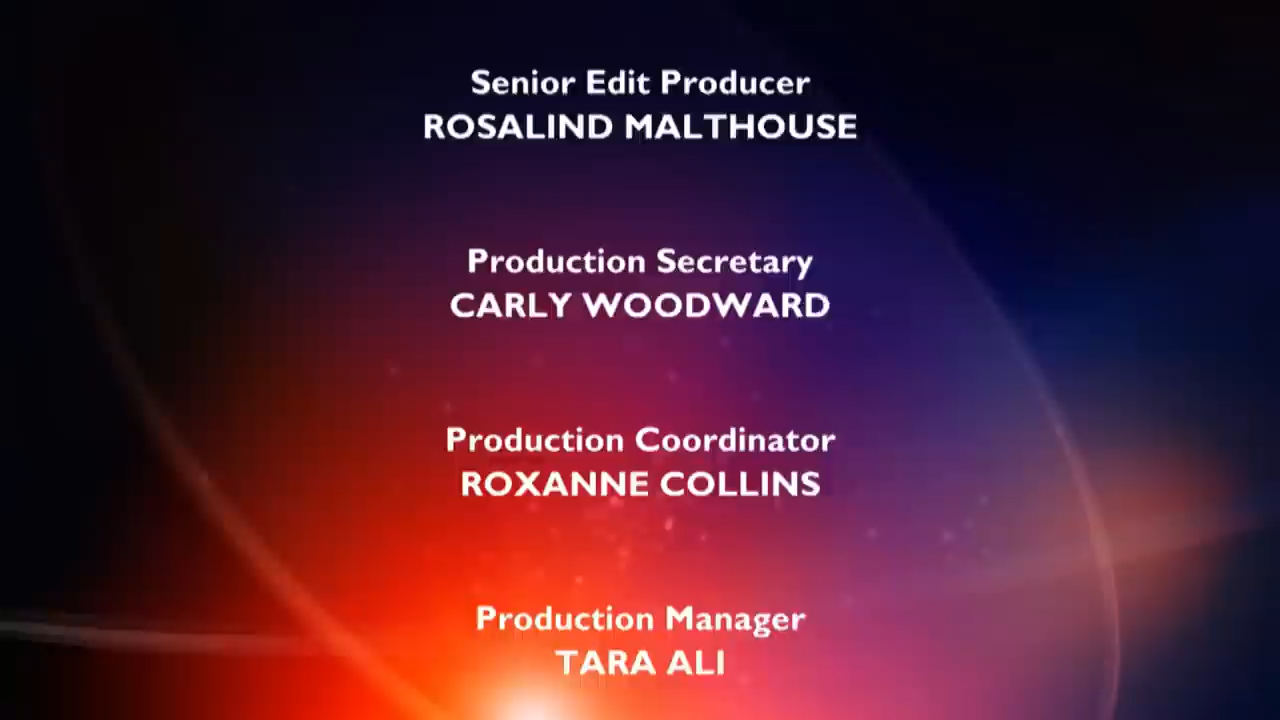 Senior Edit Producer
ROSALIND MALTHOUSE
Production Secretary
CARLY WOODWARD
Production Coordinator
ROXANNE COLLINS
Production Manager
TARA ALI